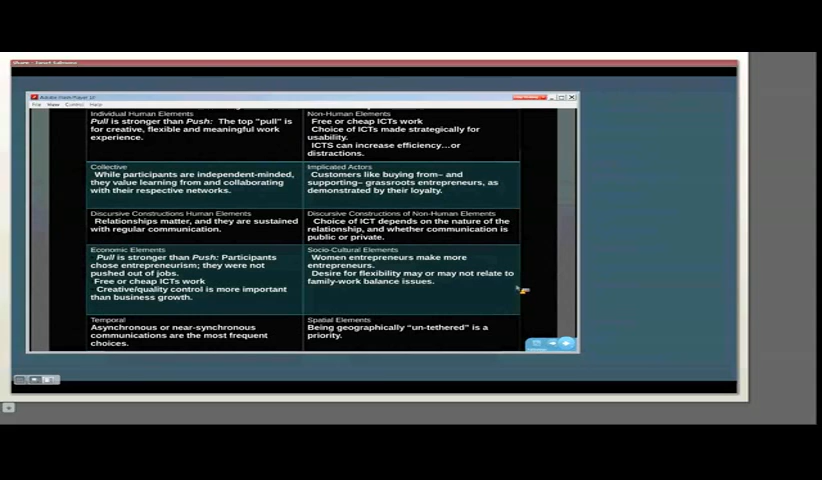 Adobe Flash Player 10
File View Control Help
Individual Human Elements
Pull is stronger than Push: The top "pull" is
for creative, flexible and meaningful work
experience.
Non-Human Elements
Free or cheap ICTs work
Choice of ICTs made strategically for
usability.
ICTS can increase efficiency...or
distractions.
Collective
While participants are independent-minded,
they value learning from and collaborating
with their respective networks.
Implicated Actors
Customers like buying from– and
supporting– grassroots entrepreneurs, as
demonstrated by their loyalty.
Discursive Constructions Human Elements
Relationships matter, and they are sustained
with regular communication.
Discursive Constructions of Non-Human Elements
Choice of ICT depends on the nature of the
relationship, and whether communication is
public or private.
Economic Elements
Pull is stronger than Push: Participants
chose entrepreneurism; they were not
pushed out of jobs.
Free or cheap ICTs work
Creative/quality control is more important
than business growth.
Socio-Cultural Elements
Women entrepreneurs make more
entrepreneurs.
Desire for flexibility may or may not relate to
family-work balance issues.
Temporal
Asynchronous or near-synchronous
communications are the most frequent
choices.
Spatial Elements
Being geographically "un-tethered" is a
priority.